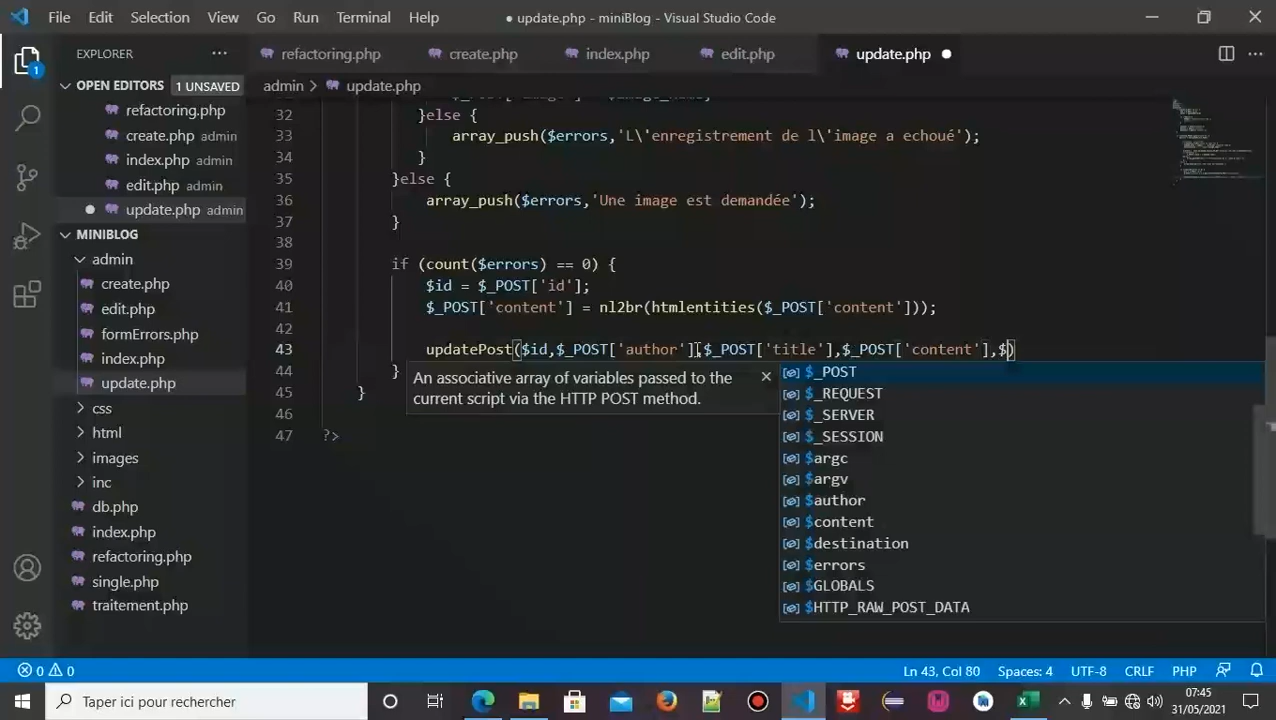 File Edit Selection View Go Run Terminal Help
● update.php - miniBlog - Visual Studio Code
EXPLORER
refactoring.php create.php index.php edit.php update.php
OPEN EDITORS 1 UNSAVED
admin > update.php
refactoring.php
create.php admin
index.php admin
edit.php admin
update.php admin
MINIBLOG
admin
create.php
edit.php
formErrors.php
index.php
update.php
css
html
images
inc
db.php
index.php
refactoring.php
single.php
traitement.php
32 }else {
33 array_push($errors,'L\'enregistrement de l\'image a echoué');
34 }
35 }else {
36 array_push($errors,'Une image est demandée');
37 }
38
39 if (count($errors) == 0) {
40 $id = $_POST['id'];
41 $_POST['content'] = nl2br(htmlentities($_POST['content']));
42
43 updatePost($id,$_POST['author'],$_POST['title'],$_POST['content'],$)
44 }
45 }
46
47 ?>
An associative array of variables passed to the
current script via the HTTP POST method.
$_POST
$_REQUEST
$_SERVER
$_SESSION
$argc
$argv
$author
$content
$destination
$errors
$GLOBALS
$HTTP_RAW_POST_DATA
1
0 0
Ln 43, Col 80 Spaces: 4 UTF-8 CRLF PHP
Taper ici pour rechercher
07:45
31/05/2021